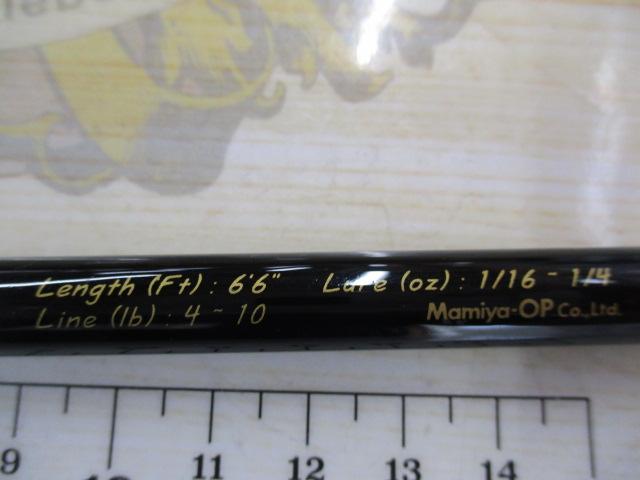 Length (Ft) : 6'6" Lure (oz) : 1/16 ~ 1/4
Line (lb) : 4 ~ 10 Mamiya-OP Co.,Ltd.
9 10 11 12 13 14